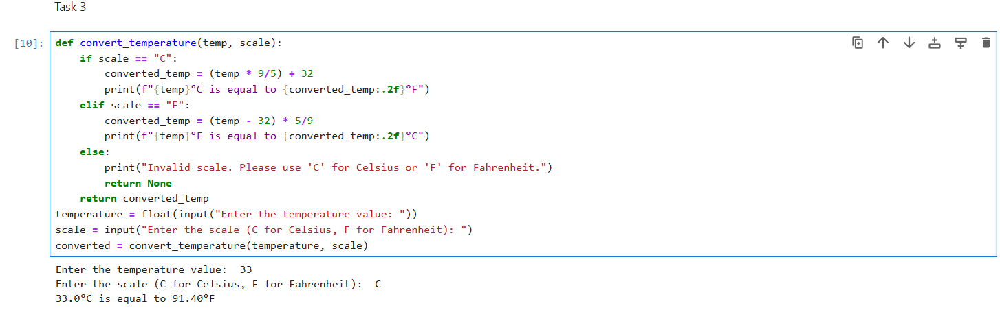 Task 3
[10]:
def convert_temperature(temp, scale):
    if scale == "C":
        converted_temp = (temp * 9/5) + 32
        print(f"{temp}°C is equal to {converted_temp:.2f}°F")
    elif scale == "F":
        converted_temp = (temp - 32) * 5/9
        print(f"{temp}°F is equal to {converted_temp:.2f}°C")
    else:
        print("Invalid scale. Please use 'C' for Celsius or 'F' for Fahrenheit.")
        return None
    return converted_temp
temperature = float(input("Enter the temperature value: "))
scale = input("Enter the scale (C for Celsius, F for Fahrenheit): ")
converted = convert_temperature(temperature, scale)
Enter the temperature value:  33
Enter the scale (C for Celsius, F for Fahrenheit):  C
33.0°C is equal to 91.40°F